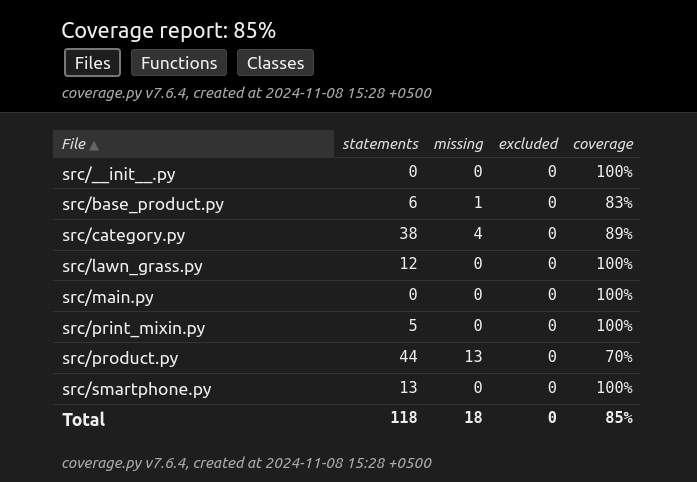 Coverage report: 85%
Files Functions Classes
coverage.py v7.6.4, created at 2024-11-08 15:28 +0500
File ▲ statements missing excluded coverage
src/__init__.py 0 0 0 100%
src/base_product.py 6 1 0 83%
src/category.py 38 4 0 89%
src/lawn_grass.py 12 0 0 100%
src/main.py 0 0 0 100%
src/print_mixin.py 5 0 0 100%
src/product.py 44 13 0 70%
src/smartphone.py 13 0 0 100%
Total 118 18 0 85%
coverage.py v7.6.4, created at 2024-11-08 15:28 +0500